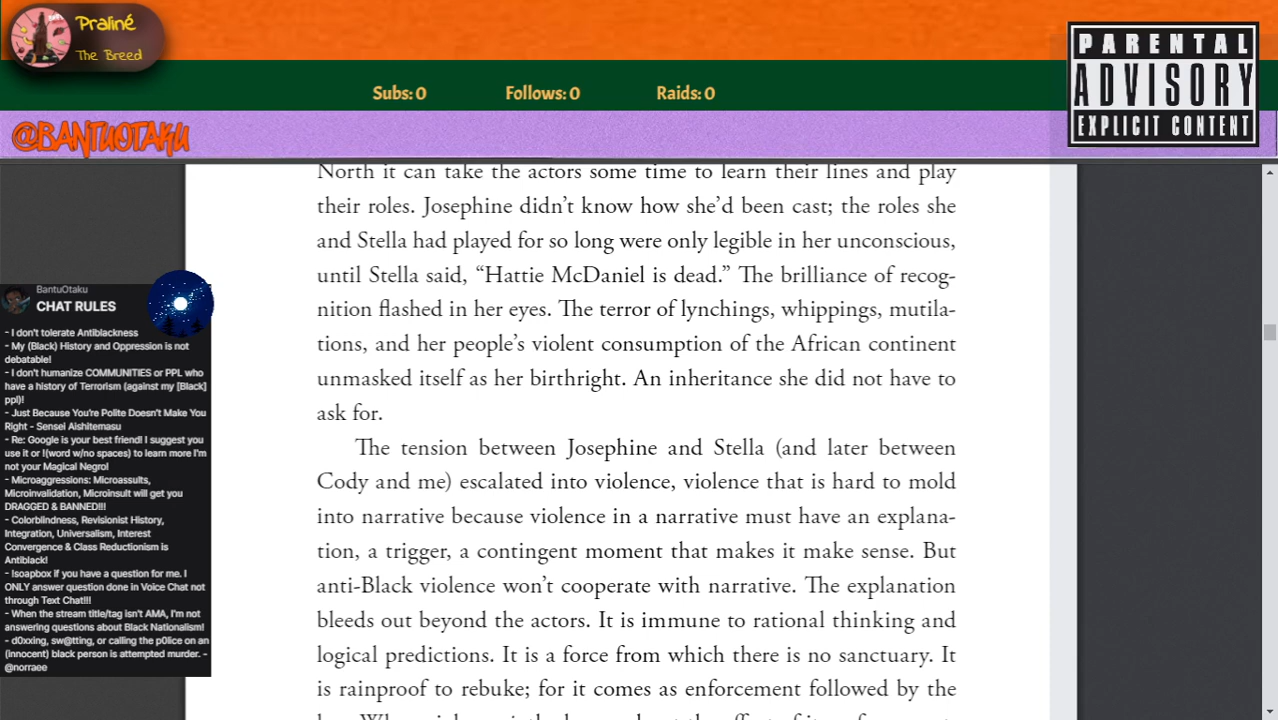 Praliné
The Breed
PARENTAL
ADVISORY
EXPLICIT CONTENT
Subs: 0 Follows: 0 Raids: 0
@BANTUOTAKU
North it can take the actors some time to learn their lines and play
their roles. Josephine didn’t know how she’d been cast; the roles she
and Stella had played for so long were only legible in her unconscious,
until Stella said, “Hattie McDaniel is dead.” The brilliance of recog-
nition flashed in her eyes. The terror of lynchings, whippings, mutila-
tions, and her people’s violent consumption of the African continent
unmasked itself as her birthright. An inheritance she did not have to
ask for.
The tension between Josephine and Stella (and later between
Cody and me) escalated into violence, violence that is hard to mold
into narrative because violence in a narrative must have an explana-
tion, a trigger, a contingent moment that makes it make sense. But
anti-Black violence won’t cooperate with narrative. The explanation
bleeds out beyond the actors. It is immune to rational thinking and
logical predictions. It is a force from which there is no sanctuary. It
is rainproof to rebuke; for it comes as enforcement followed by the
BantuOtaku
CHAT RULES
- I don't tolerate Antiblackness
- My (Black) History and Oppression is not
debatable!
- I don't humanize COMMUNITIES or PPL who
have a history of Terrorism (against my [Black]
ppl)!
- Just Because You're Polite Doesn't Make You
Right - Sensei Aishitemasu
- Re: Google is your best friend! I suggest you
use it or !(word w/no spaces) to learn more I'm
not your Magical Negro!
- Microaggressions: Microassults,
Microinvalidation, Microinsult will get you
DRAGGED & BANNED!!!
- Colorblindness, Revisionist History,
Integration, Universalism, Interest
Convergence & Class Reductionism is
Antiblack!
- !soapbox if you have a question for me. I
ONLY answer question done in Voice Chat not
through Text Chat!!!
- When the stream title/tag isn't AMA, I'm not
answering questions about Black Nationalism!
- d0xxing, sw@tting, or calling the p0lice on an
(innocent) black person is attempted murder. -
@norraee